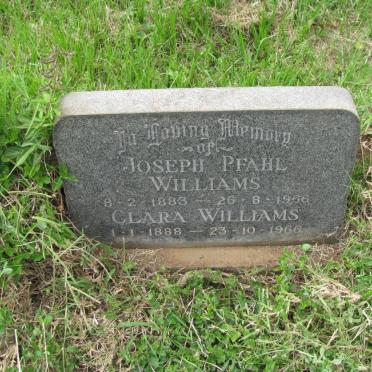 In Loving Memory
of
JOSEPH PFAHL
WILLIAMS
8-2-1883 – 26-8-1956
CLARA WILLIAMS
1-1-1888 – 23-10-1966